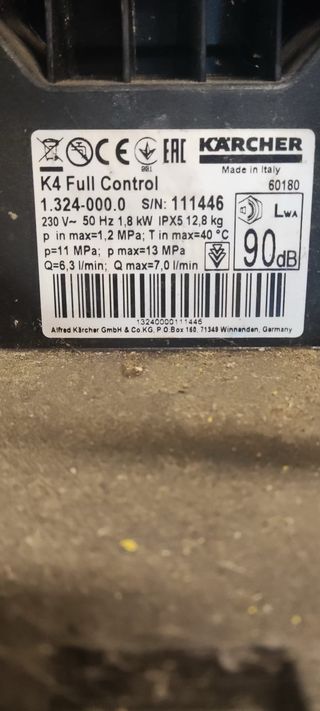 EAC KÄRCHER
Made in Italy
K4 Full Control 60180
1.324-000.0 S/N: 111446
230 V~ 50 Hz 1,8 kW IPX5 12,8 kg
p in max=1,2 MPa; T in max=40 °C
p=11 MPa; p max=13 MPa
Q=6,3 l/min; Q max=7,0 l/min
LWA
90dB
13240000111446
Alfred Kärcher GmbH & Co.KG, P.O.Box 160, 71349 Winnenden, Germany